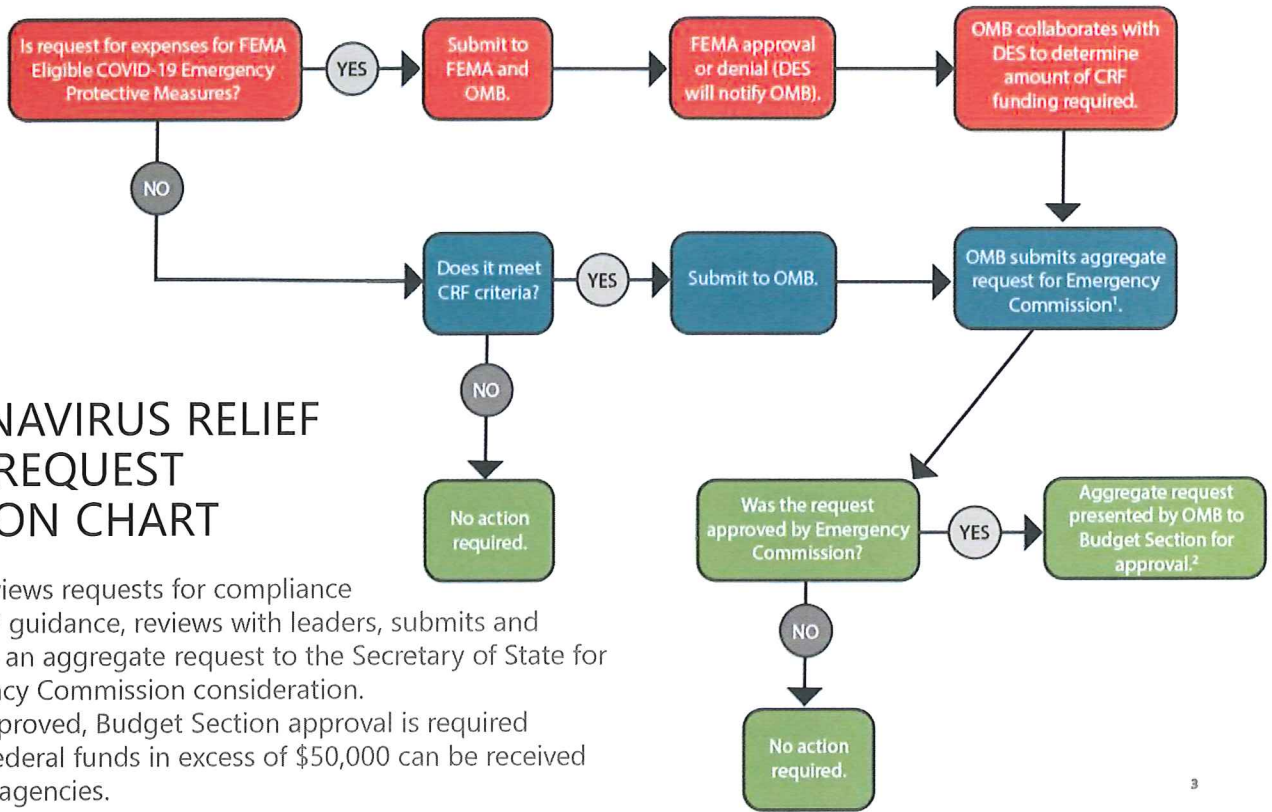 Is request for expenses for FEMA
Eligible COVID-19 Emergency
Protective Measures?
YES
Submit to
FEMA and
OMB.
FEMA approval
or denial (DES
will notify OMB).
OMB collaborates with
DES to determine
amount of CRF
funding required.
NO
Does it meet
CRF criteria?
YES
Submit to OMB.
OMB submits aggregate
request for Emergency
Commission¹.
NO
No action
required.
Was the request
approved by Emergency
Commission?
YES
Aggregate request
presented by OMB to
Budget Section for
approval.²
NO
No action
required.
NAVIRUS RELIEF
REQUEST
ON CHART
views requests for compliance
guidance, reviews with leaders, submits and
an aggregate request to the Secretary of State for
ncy Commission consideration.
proved, Budget Section approval is required
ederal funds in excess of $50,000 can be received
agencies.
3